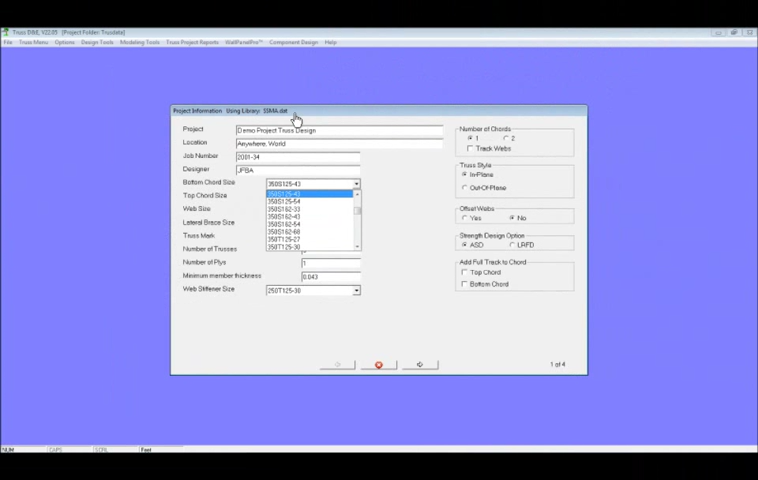 Truss D&E, V22.05 [Project Folder: Trusdata]
File Truss Menu Options Design Tools Modeling Tools Truss Project Reports WallPanelPro™ Component Design Help
Project Information Using Library: SSMA.dat
Project Demo Project Truss Design
Location Anywhere, World
Job Number 2001-34
Designer JFBA
Bottom Chord Size 350S125-43
Top Chord Size 350S125-43
350S125-54
Web Size 350S162-33
350S162-43
Lateral Brace Size 350S162-54
350S162-68
Truss Mark 350T125-27
350T125-30
Number of Trusses
Number of Plys 1
Minimum member thickness 0.043
Web Stiffener Size 250T125-30
Number of Chords
1 2
Track Webs
Truss Style
In-Plane
Out-Of-Plane
Offset Webs
Yes No
Strength Design Option
ASD LRFD
Add Full Track to Chord
Top Chord
Bottom Chord
1 of 4
NUM CAPS SCRL Fast